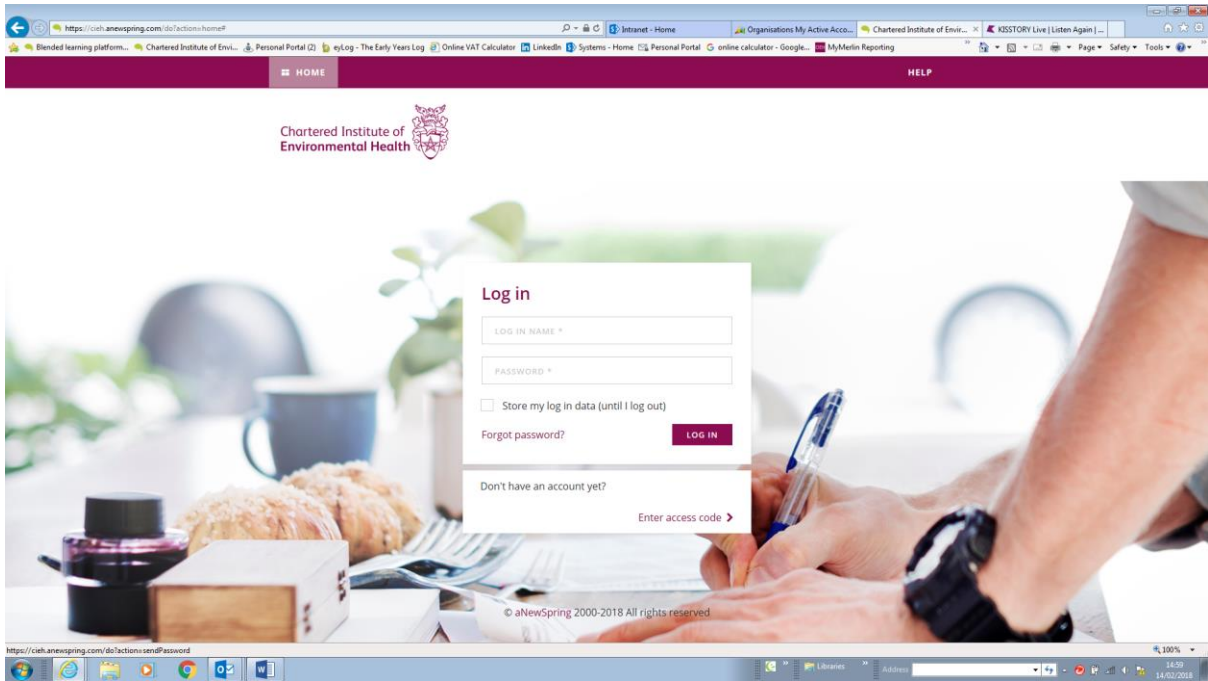 https://cieh.anewspring.com/do?action=home#
Intranet - Home
Organisations My Active Acco...
Chartered Institute of Envir...
KISSTORY Live | Listen Again | ...
Blended learning platform...
Chartered Institute of Envi...
Personal Portal (2)
eyLog - The Early Years Log
Online VAT Calculator
LinkedIn
Systems - Home
Personal Portal
online calculator - Google...
MyMerlin Reporting
Page
Safety
Tools
HOME
HELP
Chartered Institute of
Environmental Health
Log in
LOG IN NAME *
PASSWORD *
Store my log in data (until I log out)
Forgot password?
LOG IN
Don't have an account yet?
Enter access code
© aNewSpring 2000-2018 All rights reserved
https://cieh.anewspring.com/do?action=sendPassword
100%
Libraries
Address
14:59
14/02/2018